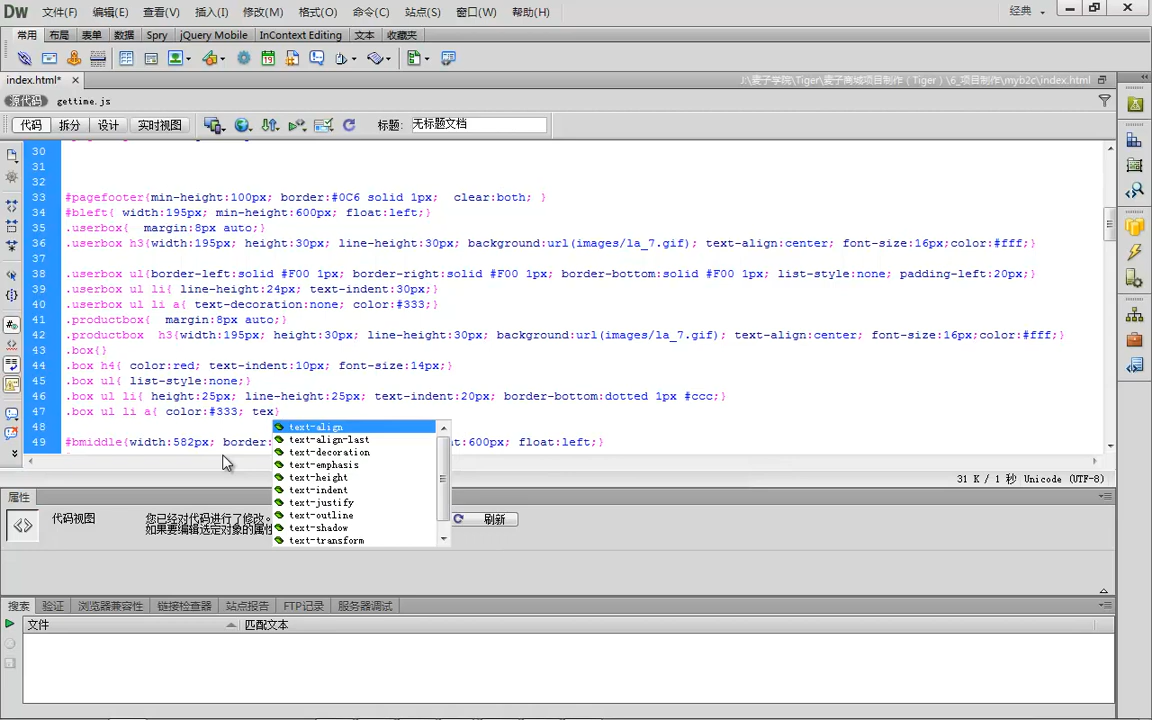 Dw 文件(F) 编辑(E) 查看(V) 插入(I) 修改(M) 格式(O) 命令(C) 站点(S) 窗口(W) 帮助(H) 经典
常用 布局 表单 数据 Spry jQuery Mobile InContext Editing 文本 收藏夹
index.html* J:\麦子学院\Tiger\麦子商城项目制作 ( Tiger ) \6_项目制作\myb2c\index.html
源代码 gettime.js
代码 拆分 设计 实时视图 标题: 无标题文档
30
31
32
33 #pagefooter{min-height:100px; border:#0C6 solid 1px; clear:both; }
34 #bleft{ width:195px; min-height:600px; float:left;}
35 .userbox{ margin:8px auto;}
36 .userbox h3{width:195px; height:30px; line-height:30px; background:url(images/la_7.gif); text-align:center; font-size:16px;color:#fff;}
37
38 .userbox ul{border-left:solid #F00 1px; border-right:solid #F00 1px; border-bottom:solid #F00 1px; list-style:none; padding-left:20px;}
39 .userbox ul li{ line-height:24px; text-indent:30px;}
40 .userbox ul li a{ text-decoration:none; color:#333;}
41 .productbox{ margin:8px auto;}
42 .productbox h3{width:195px; height:30px; line-height:30px; background:url(images/la_7.gif); text-align:center; font-size:16px;color:#fff;}
43 .box{}
44 .box h4{ color:red; text-indent:10px; font-size:14px;}
45 .box ul{ list-style:none;}
46 .box ul li{ height:25px; line-height:25px; text-indent:20px; border-bottom:dotted 1px #ccc;}
47 .box ul li a{ color:#333; tex}
48
49 #bmiddle{width:582px; border: t:600px; float:left;}
text-align
text-align-last
text-decoration
text-emphasis
text-height
text-indent
text-justify
text-outline
text-shadow
text-transform
31 K / 1 秒 Unicode (UTF-8)
属性
代码视图 您已经对代码进行了修改。 刷新
如果要编辑选定对象的属性
搜索 验证 浏览器兼容性 链接检查器 站点报告 FTP记录 服务器调试
文件 匹配文本